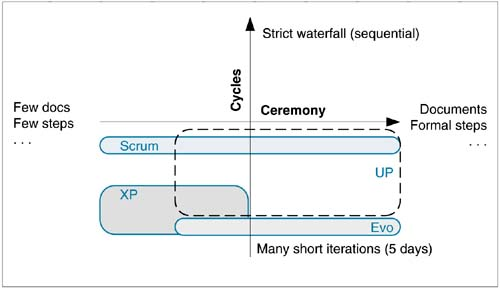 Strict waterfall (sequential)
Cycles
Few docs
Few steps
. . .
Ceremony
Documents
Formal steps
. . .
Scrum
UP
XP
Evo
Many short iterations (5 days)